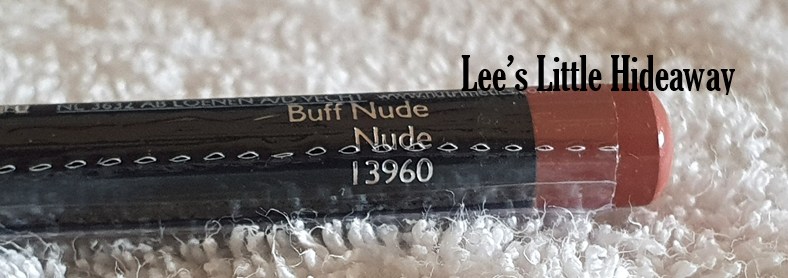 Lee's Little Hideaway
NL 3632 AB LOENEN A/D VECHT
Buff Nude
Nude
13960